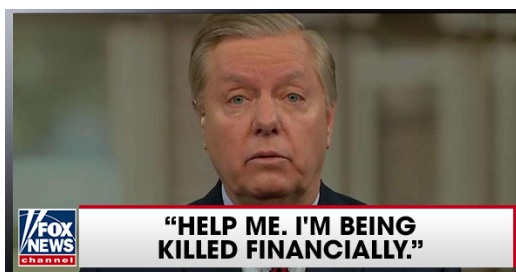 FOX
NEWS
channel
“HELP ME. I'M BEING
KILLED FINANCIALLY.”